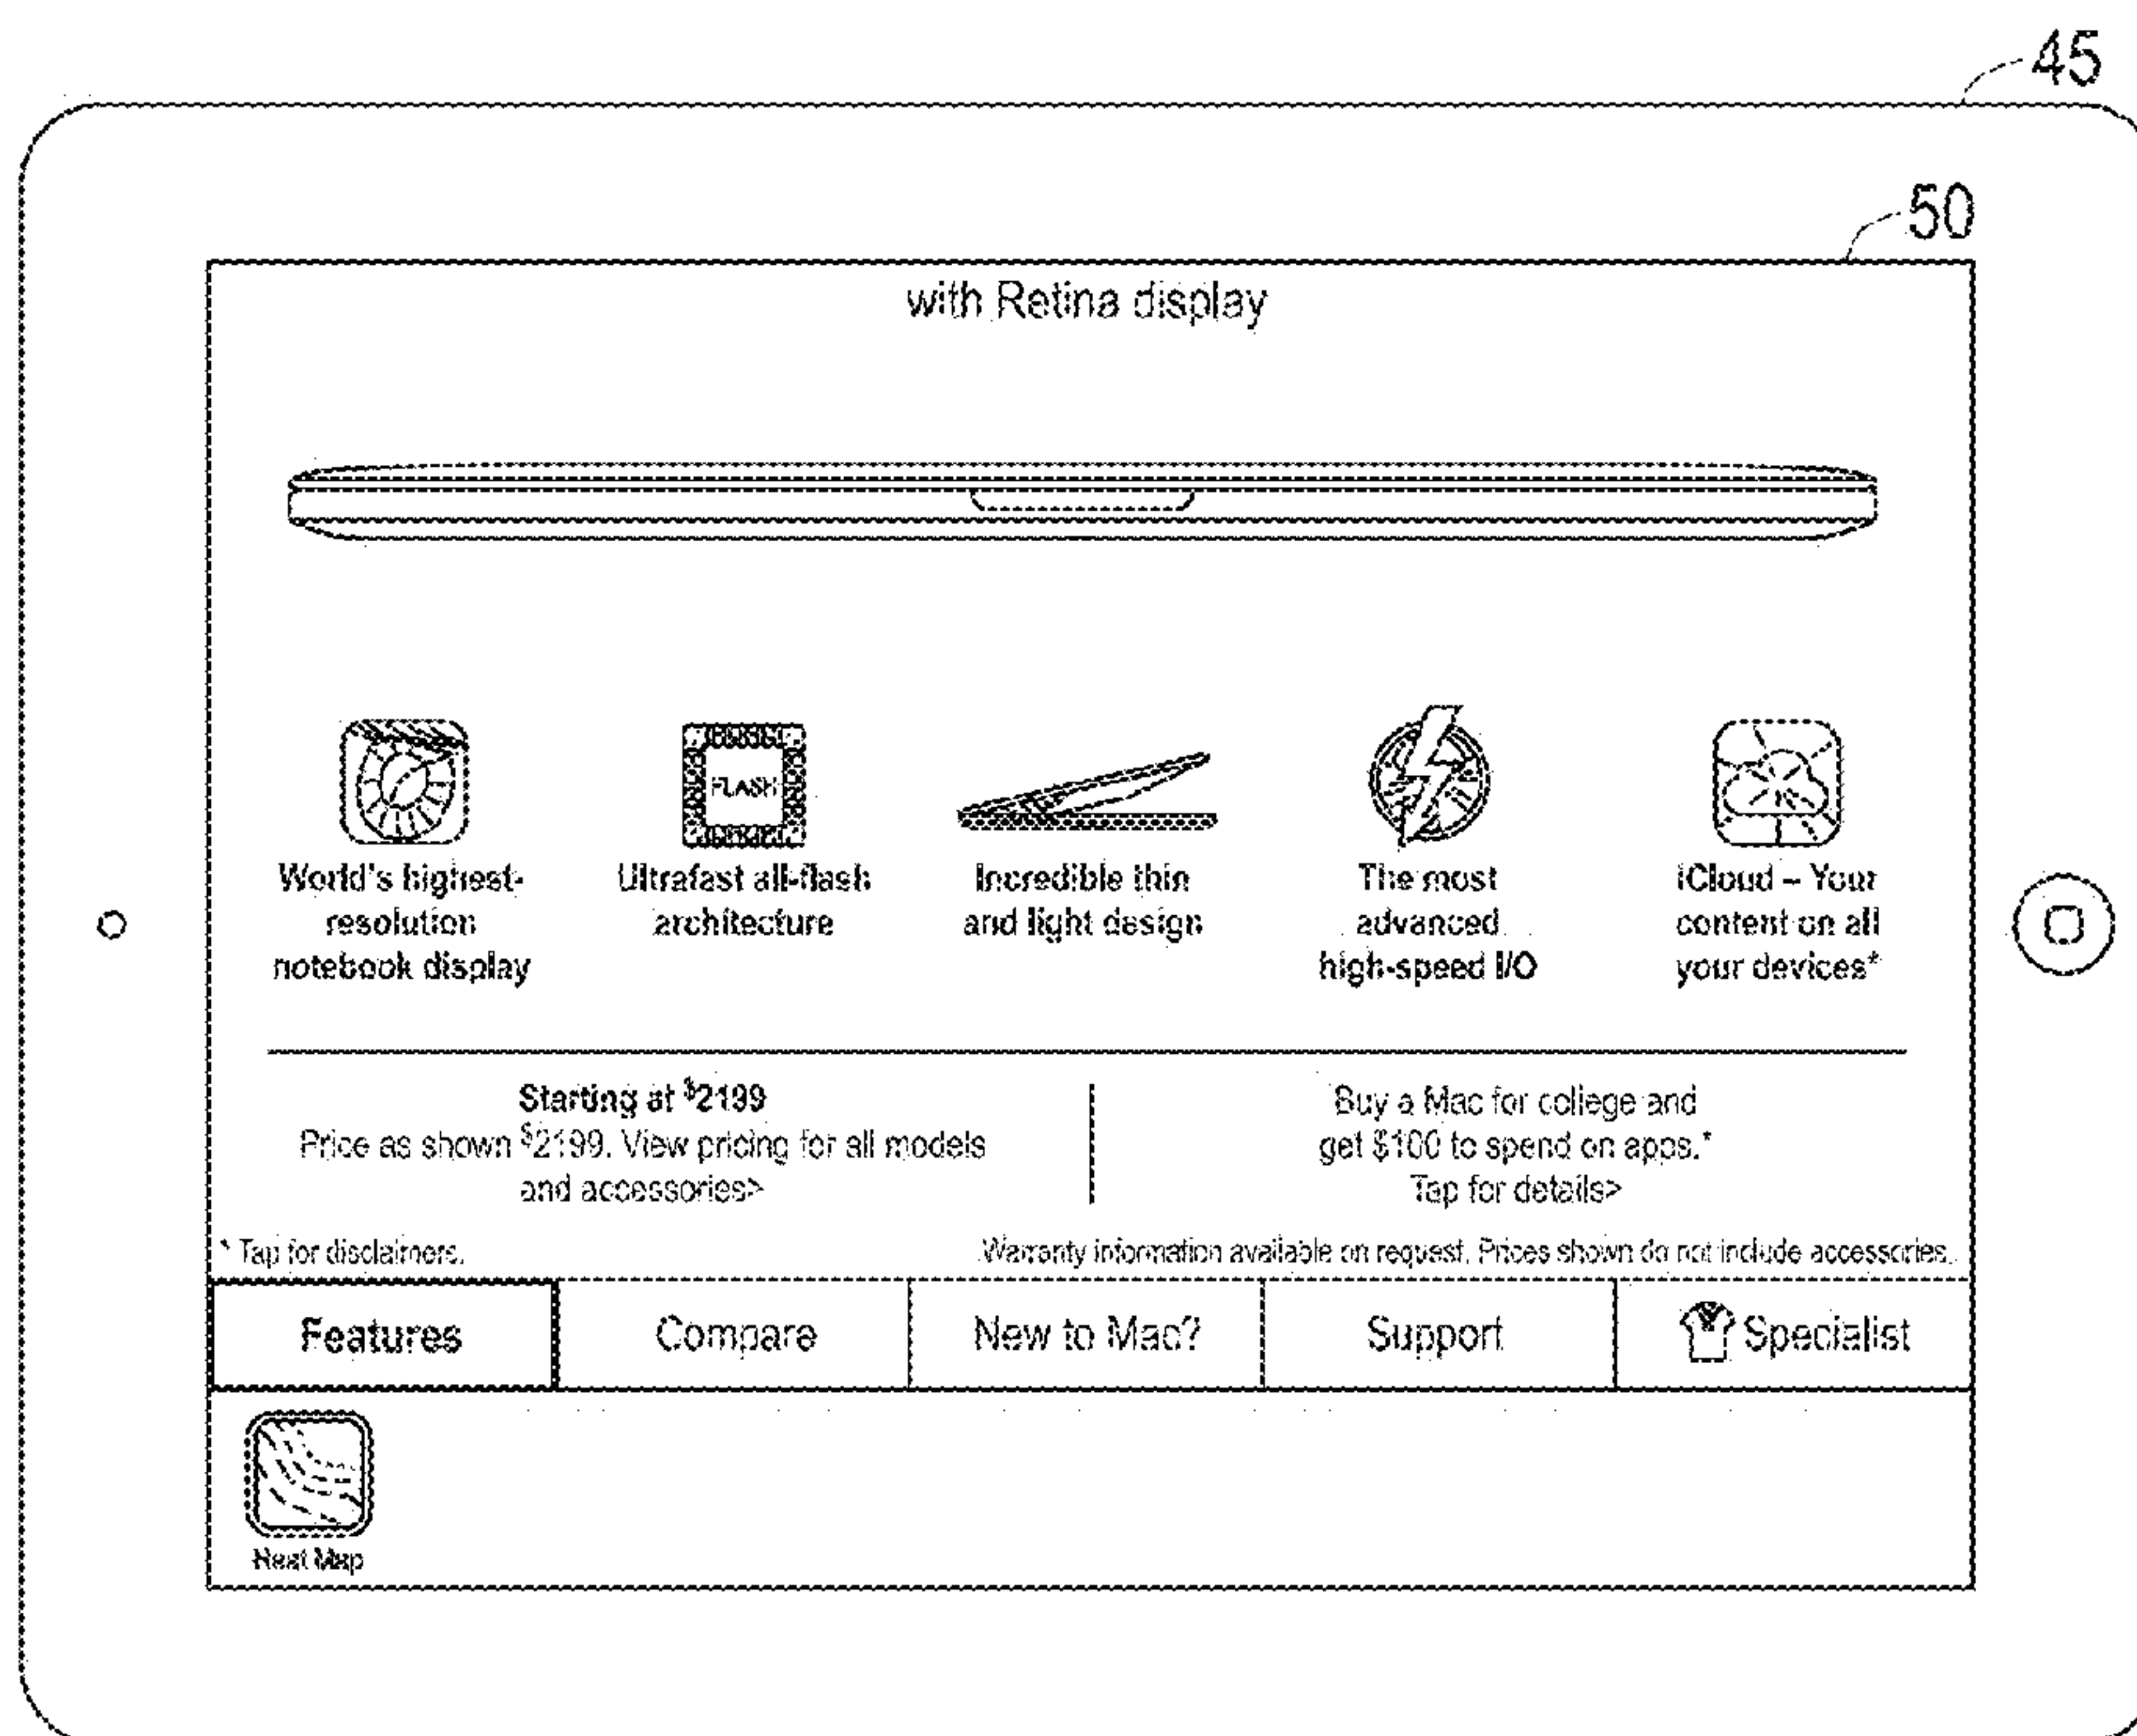 45
50
with Retina display
FLASH
World's highest-
resolution
notebook display
Ultrafast all-flash
architecture
Incredible thin
and light design
The most
advanced
high-speed I/O
iCloud – Your
content on all
your devices*
Starting at $2199
Price as shown $2199. View pricing for all models
and accessories>
Buy a Mac for college and
get $100 to spend on apps.*
Tap for details>
* Tap for disclaimers.
Warranty information available on request. Prices shown do not include accessories.
Features
Compare
New to Mac?
Support
Specialist
Heat Map